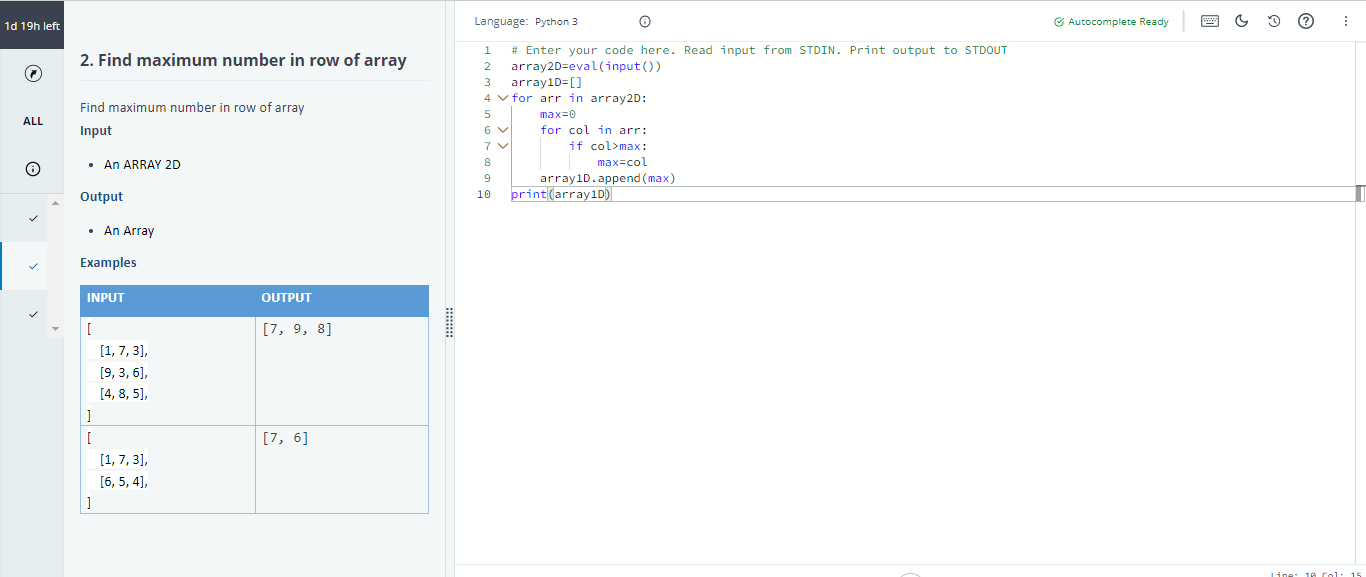 1d 19h left
ALL
2. Find maximum number in row of array
Find maximum number in row of array
Input
• An ARRAY 2D
Output
• An Array
Examples
INPUT OUTPUT
[ [7, 9, 8]
[1, 7, 3],
[9, 3, 6],
[4, 8, 5],
]
[ [7, 6]
[1, 7, 3],
[6, 5, 4],
]
Language: Python 3
Autocomplete Ready
1 # Enter your code here. Read input from STDIN. Print output to STDOUT
2 array2D=eval(input())
3 array1D=[]
4 for arr in array2D:
5     max=0
6     for col in arr:
7         if col>max:
8             max=col
9     array1D.append(max)
10 print(array1D)
Line: 10 Col: 15